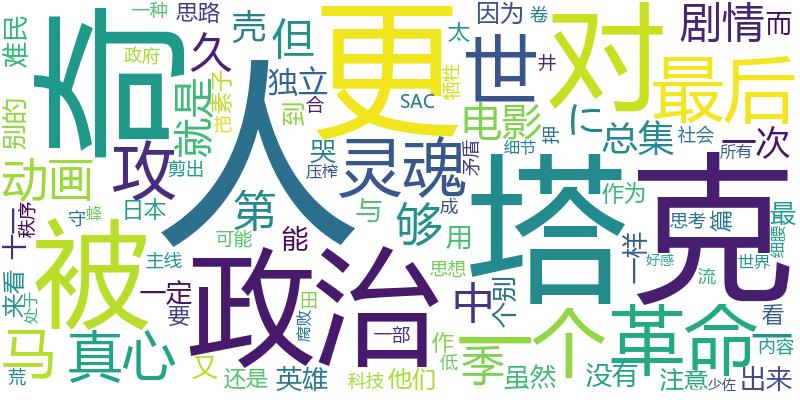 难民
一种
思路
久
壳
但
因为
卷
太
剧情
而
政府
奇
别的
就是
素子
独立
到
合
更
SAC
牺牲
世
井
对
最后
人
攻
哭
灵魂
电影
矛盾
细节
押
に
总集
社会
一次
动画
剪出
压榨
所有
十一
秩序
守
蜂
日本
第
与
够
成
用
塔
作为
思考
篇
最
克
细腰
被
来看
处于
主线
可能
能
思想
中
个别
一样
好感
流
世界
政治
一定
要
田
腐败
一部
马
真心
作
低
季
一个
革命
看
内容
荒
又
还是
英雄
科技
他们
虽然
没有
注意
少佐
出来